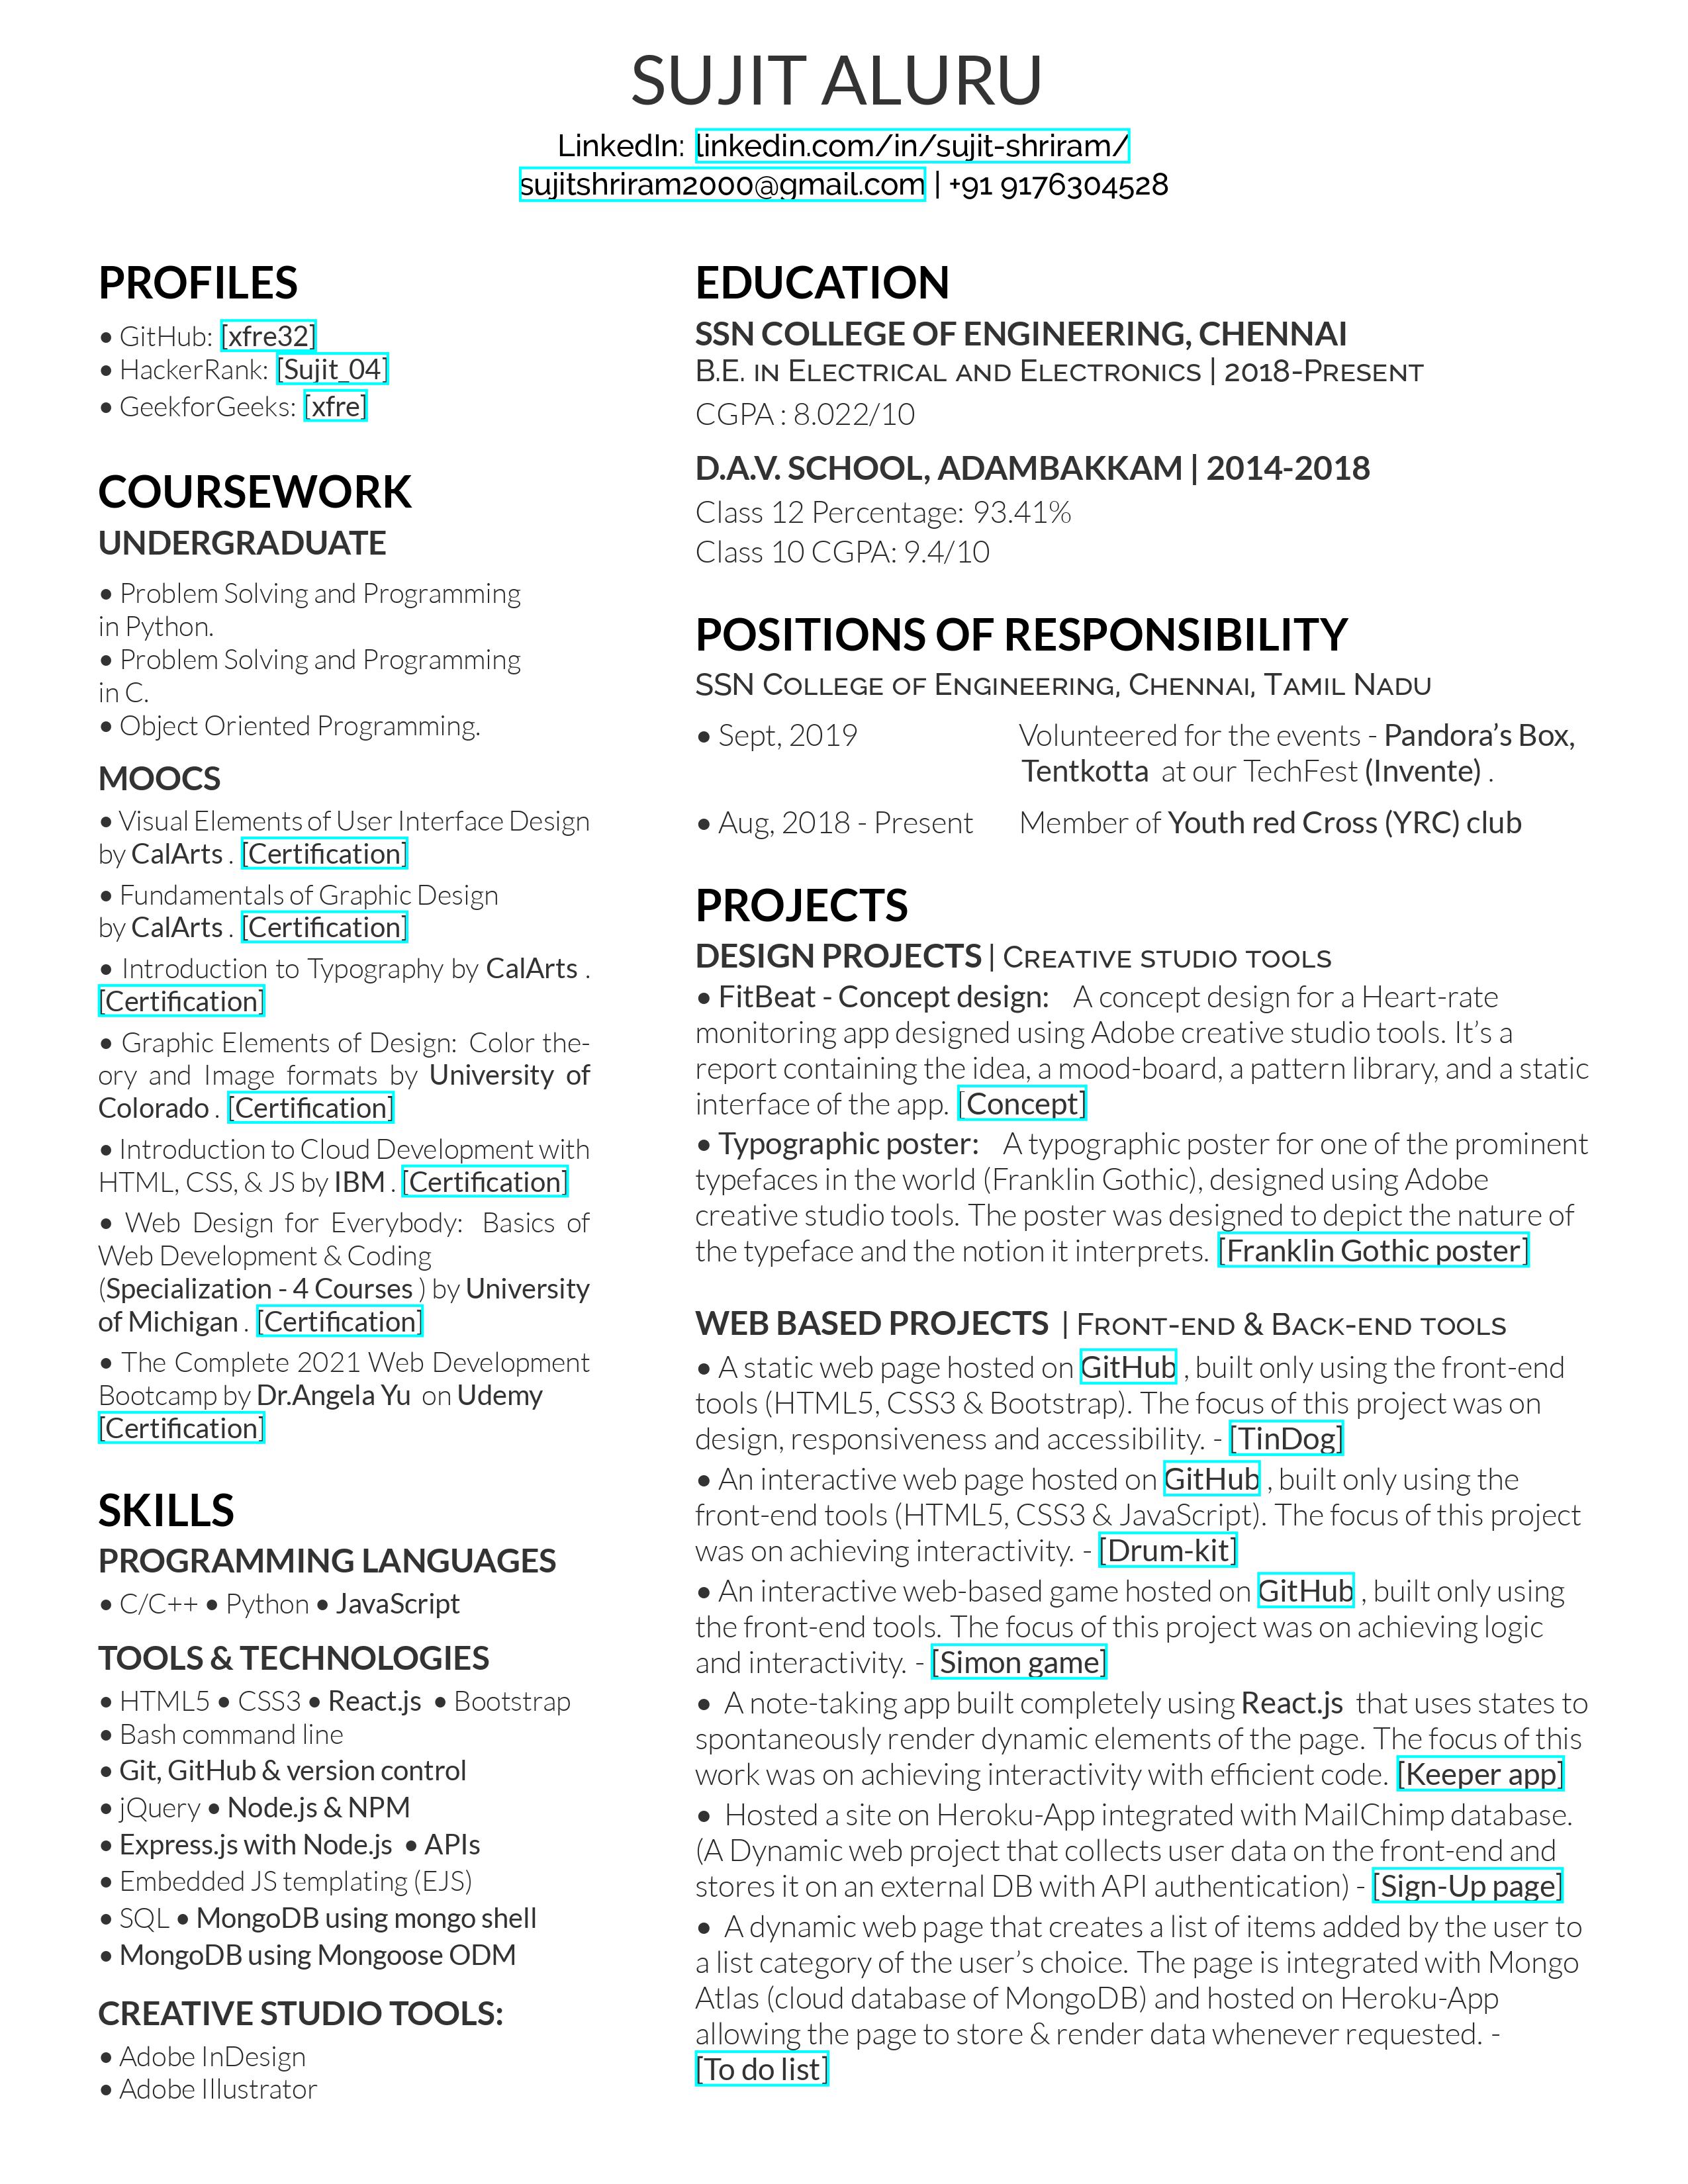 SUJIT ALURU
LinkedIn: linkedin.com/in/sujit-shriram/
sujitshriram2000@gmail.com | +91 9176304528
PROFILES
• GitHub: [xfre32]
• HackerRank: [Sujit_04]
• GeekforGeeks: [xfre]
COURSEWORK
UNDERGRADUATE
• Problem Solving and Programming
in Python.
• Problem Solving and Programming
in C.
• Object Oriented Programming.
MOOCS
• Visual Elements of User Interface Design
by CalArts . [Certification]
• Fundamentals of Graphic Design
by CalArts . [Certification]
• Introduction to Typography by CalArts .
[Certification]
• Graphic Elements of Design: Color the-
ory and Image formats by University of
Colorado . [Certification]
• Introduction to Cloud Development with
HTML, CSS, & JS by IBM . [Certification]
• Web Design for Everybody: Basics of
Web Development & Coding
(Specialization - 4 Courses ) by University
of Michigan . [Certification]
• The Complete 2021 Web Development
Bootcamp by Dr.Angela Yu on Udemy
[Certification]
SKILLS
PROGRAMMING LANGUAGES
• C/C++ • Python • JavaScript
TOOLS & TECHNOLOGIES
• HTML5 • CSS3 • React.js • Bootstrap
• Bash command line
• Git, GitHub & version control
• jQuery • Node.js & NPM
• Express.js with Node.js • APIs
• Embedded JS templating (EJS)
• SQL • MongoDB using mongo shell
• MongoDB using Mongoose ODM
CREATIVE STUDIO TOOLS:
• Adobe InDesign
• Adobe Illustrator
EDUCATION
SSN COLLEGE OF ENGINEERING, CHENNAI
B.E. IN ELECTRICAL AND ELECTRONICS | 2018-PRESENT
CGPA : 8.022/10
D.A.V. SCHOOL, ADAMBAKKAM | 2014-2018
Class 12 Percentage: 93.41%
Class 10 CGPA: 9.4/10
POSITIONS OF RESPONSIBILITY
SSN COLLEGE OF ENGINEERING, CHENNAI, TAMIL NADU
• Sept, 2019 Volunteered for the events - Pandora’s Box,
Tentkotta at our TechFest (Invente) .
• Aug, 2018 - Present Member of Youth red Cross (YRC) club
PROJECTS
DESIGN PROJECTS | CREATIVE STUDIO TOOLS
• FitBeat - Concept design: A concept design for a Heart-rate
monitoring app designed using Adobe creative studio tools. It’s a
report containing the idea, a mood-board, a pattern library, and a static
interface of the app. [Concept]
• Typographic poster: A typographic poster for one of the prominent
typefaces in the world (Franklin Gothic), designed using Adobe
creative studio tools. The poster was designed to depict the nature of
the typeface and the notion it interprets. [Franklin Gothic poster]
WEB BASED PROJECTS | FRONT-END & BACK-END TOOLS
• A static web page hosted on GitHub , built only using the front-end
tools (HTML5, CSS3 & Bootstrap). The focus of this project was on
design, responsiveness and accessibility. - [TinDog]
• An interactive web page hosted on GitHub , built only using the
front-end tools (HTML5, CSS3 & JavaScript). The focus of this project
was on achieving interactivity. - [Drum-kit]
• An interactive web-based game hosted on GitHub , built only using
the front-end tools. The focus of this project was on achieving logic
and interactivity. - [Simon game]
• A note-taking app built completely using React.js that uses states to
spontaneously render dynamic elements of the page. The focus of this
work was on achieving interactivity with efficient code. [Keeper app]
• Hosted a site on Heroku-App integrated with MailChimp database.
(A Dynamic web project that collects user data on the front-end and
stores it on an external DB with API authentication) - [Sign-Up page]
• A dynamic web page that creates a list of items added by the user to
a list category of the user’s choice. The page is integrated with Mongo
Atlas (cloud database of MongoDB) and hosted on Heroku-App
allowing the page to store & render data whenever requested. -
[To do list]